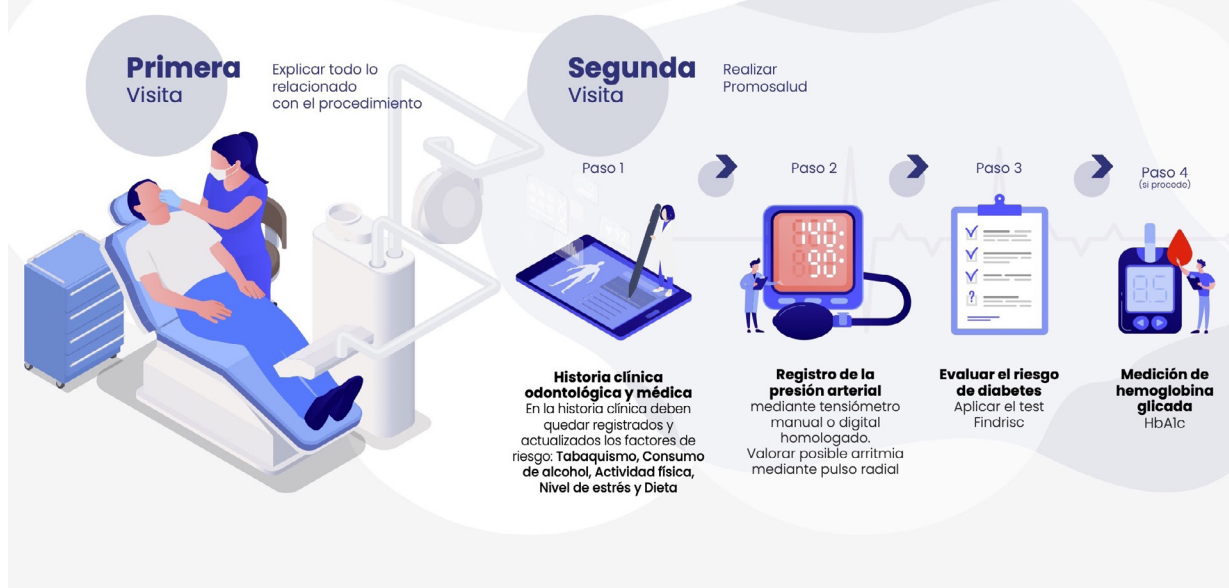 Primera
Visita
Explicar todo lo
relacionado
con el procedimiento
Segunda
Visita
Realizar
Promosalud
Paso 1
Paso 2
Paso 3
Paso 4
(si procede)
140:
90:
85
Historia clínica
odontológica y médica
En la historia clínica deben
quedar registrados y
actualizados los factores de
riesgo: Tabaquismo, Consumo
de alcohol, Actividad física,
Nivel de estrés y Dieta
Registro de la
presión arterial
mediante tensiómetro
manual o digital
homologado.
Valorar posible arritmia
mediante pulso radial
Evaluar el riesgo
de diabetes
Aplicar el test
Findrisc
Medición de
hemoglobina
glicada
HbA1c